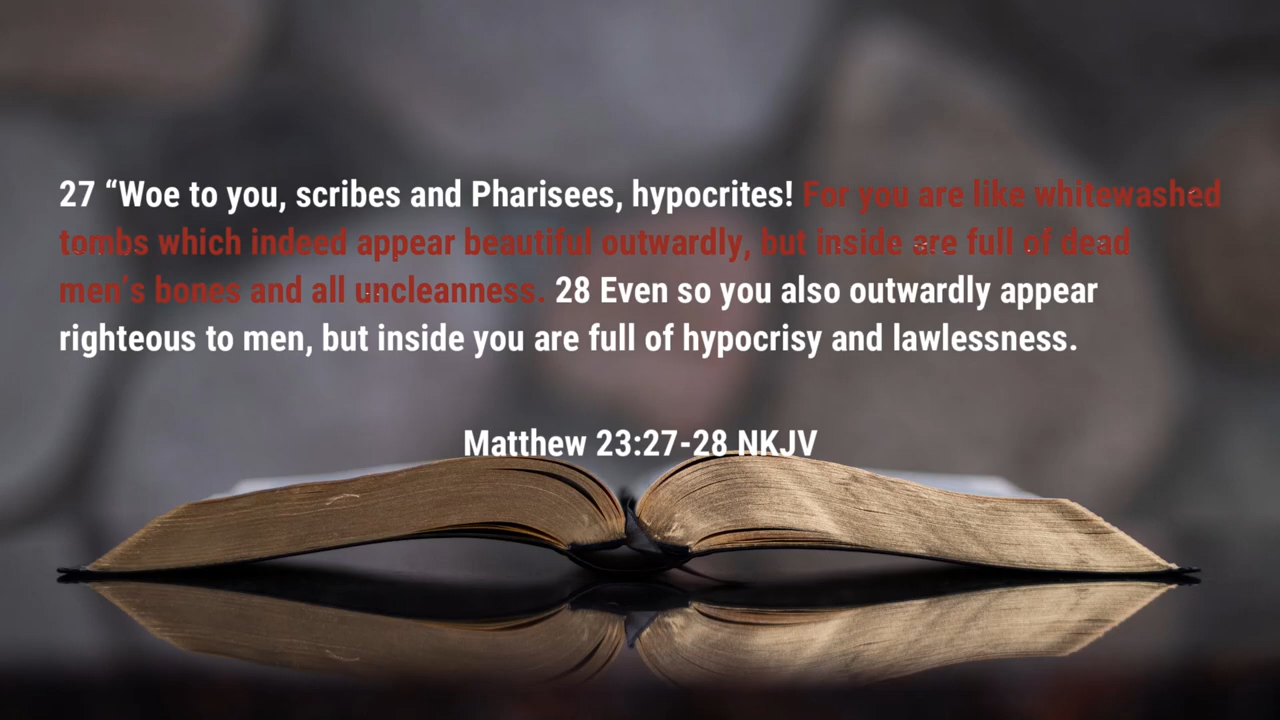 27 “Woe to you, scribes and Pharisees, hypocrites! For you are like whitewashed
tombs which indeed appear beautiful outwardly, but inside are full of dead
men’s bones and all uncleanness. 28 Even so you also outwardly appear
righteous to men, but inside you are full of hypocrisy and lawlessness.
Matthew 23:27-28 NKJV